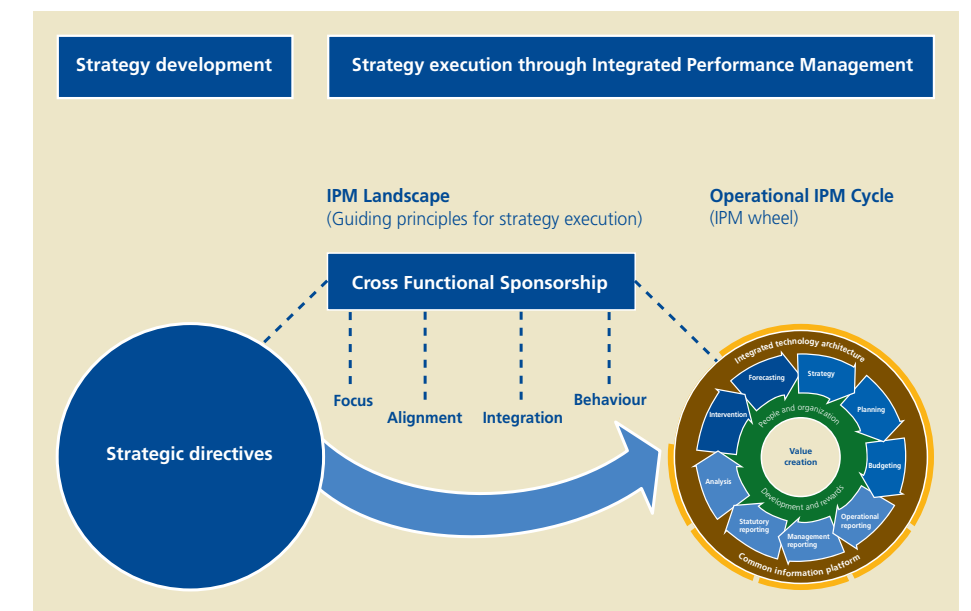 Strategy development
Strategy execution through Integrated Performance Management
IPM Landscape
(Guiding principles for strategy execution)
Operational IPM Cycle
(IPM wheel)
Cross Functional Sponsorship
Focus
Alignment
Integration
Behaviour
Strategic directives
Integrated technology architecture
Forecasting
Strategy
Planning
Budgeting
Operational
reporting
Management
reporting
Statutory
reporting
Analysis
Intervention
People and organization
Value
creation
Development and rewards
Common information platform